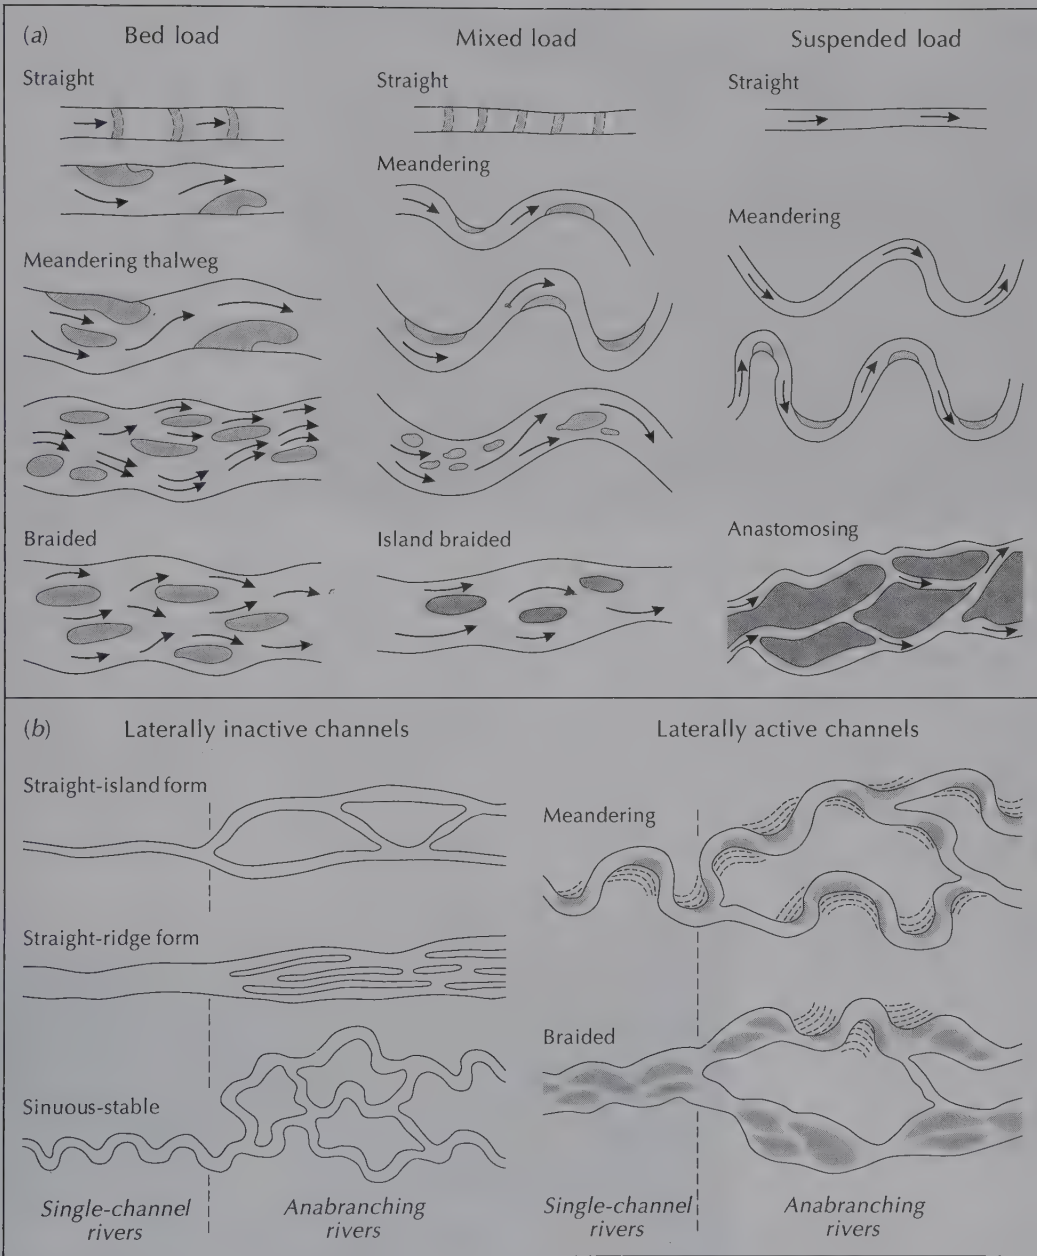 (a)
Bed load
Mixed load
Suspended load
Straight
Straight
Straight
Meandering
Meandering
Meandering thalweg
Braided
Island braided
Anastomosing
(b)
Laterally inactive channels
Laterally active channels
Straight-island form
Meandering
Straight-ridge form
Braided
Sinuous-stable
Single-channel
rivers
Anabranching
rivers
Single-channel
rivers
Anabranching
rivers